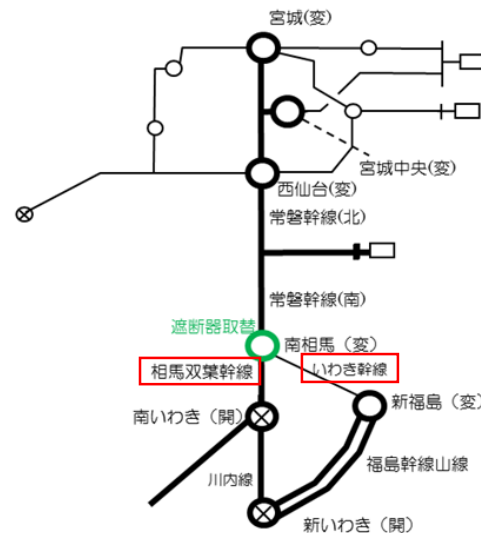 宮城(変)
宮城中央(変)
西仙台(変)
常磐幹線(北)
常磐幹線(南)
遮断器取替
南相馬（変）
相馬双葉幹線
いわき幹線
南いわき（開）
新福島（変）
福島幹線山線
川内線
新いわき（開）